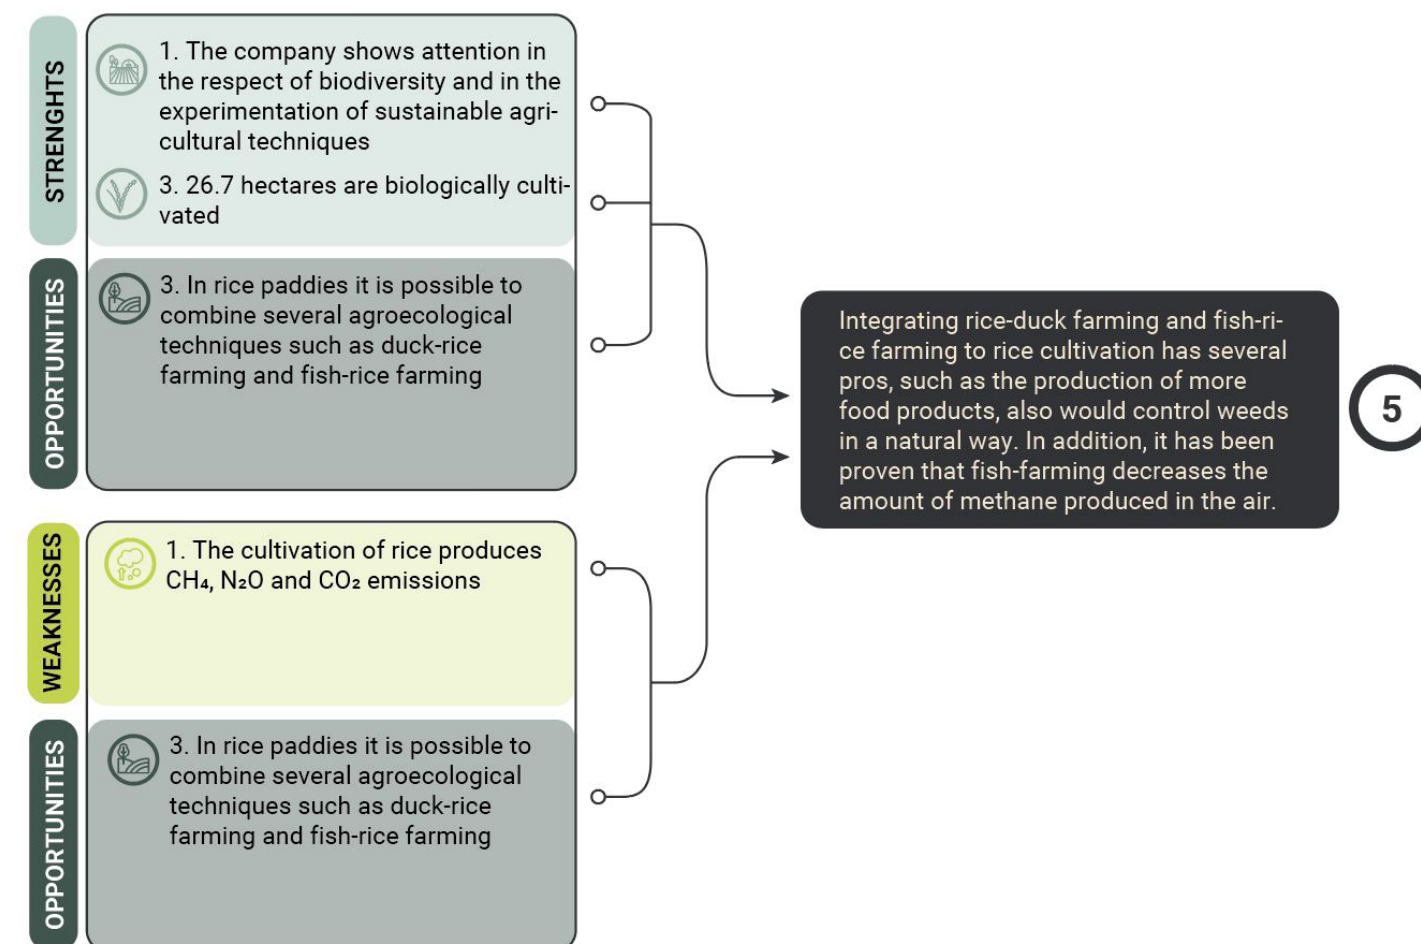 STRENGHTS
1. The company shows attention in
the respect of biodiversity and in the
experimentation of sustainable agri-
cultural techniques
3. 26.7 hectares are biologically culti-
vated
OPPORTUNITIES
3. In rice paddies it is possible to
combine several agroecological
techniques such as duck-rice
farming and fish-rice farming
WEAKNESSES
1. The cultivation of rice produces
CH₄, N₂O and CO₂ emissions
OPPORTUNITIES
3. In rice paddies it is possible to
combine several agroecological
techniques such as duck-rice
farming and fish-rice farming
Integrating rice-duck farming and fish-ri-
ce farming to rice cultivation has several
pros, such as the production of more
food products, also would control weeds
in a natural way. In addition, it has been
proven that fish-farming decreases the
amount of methane produced in the air.
5